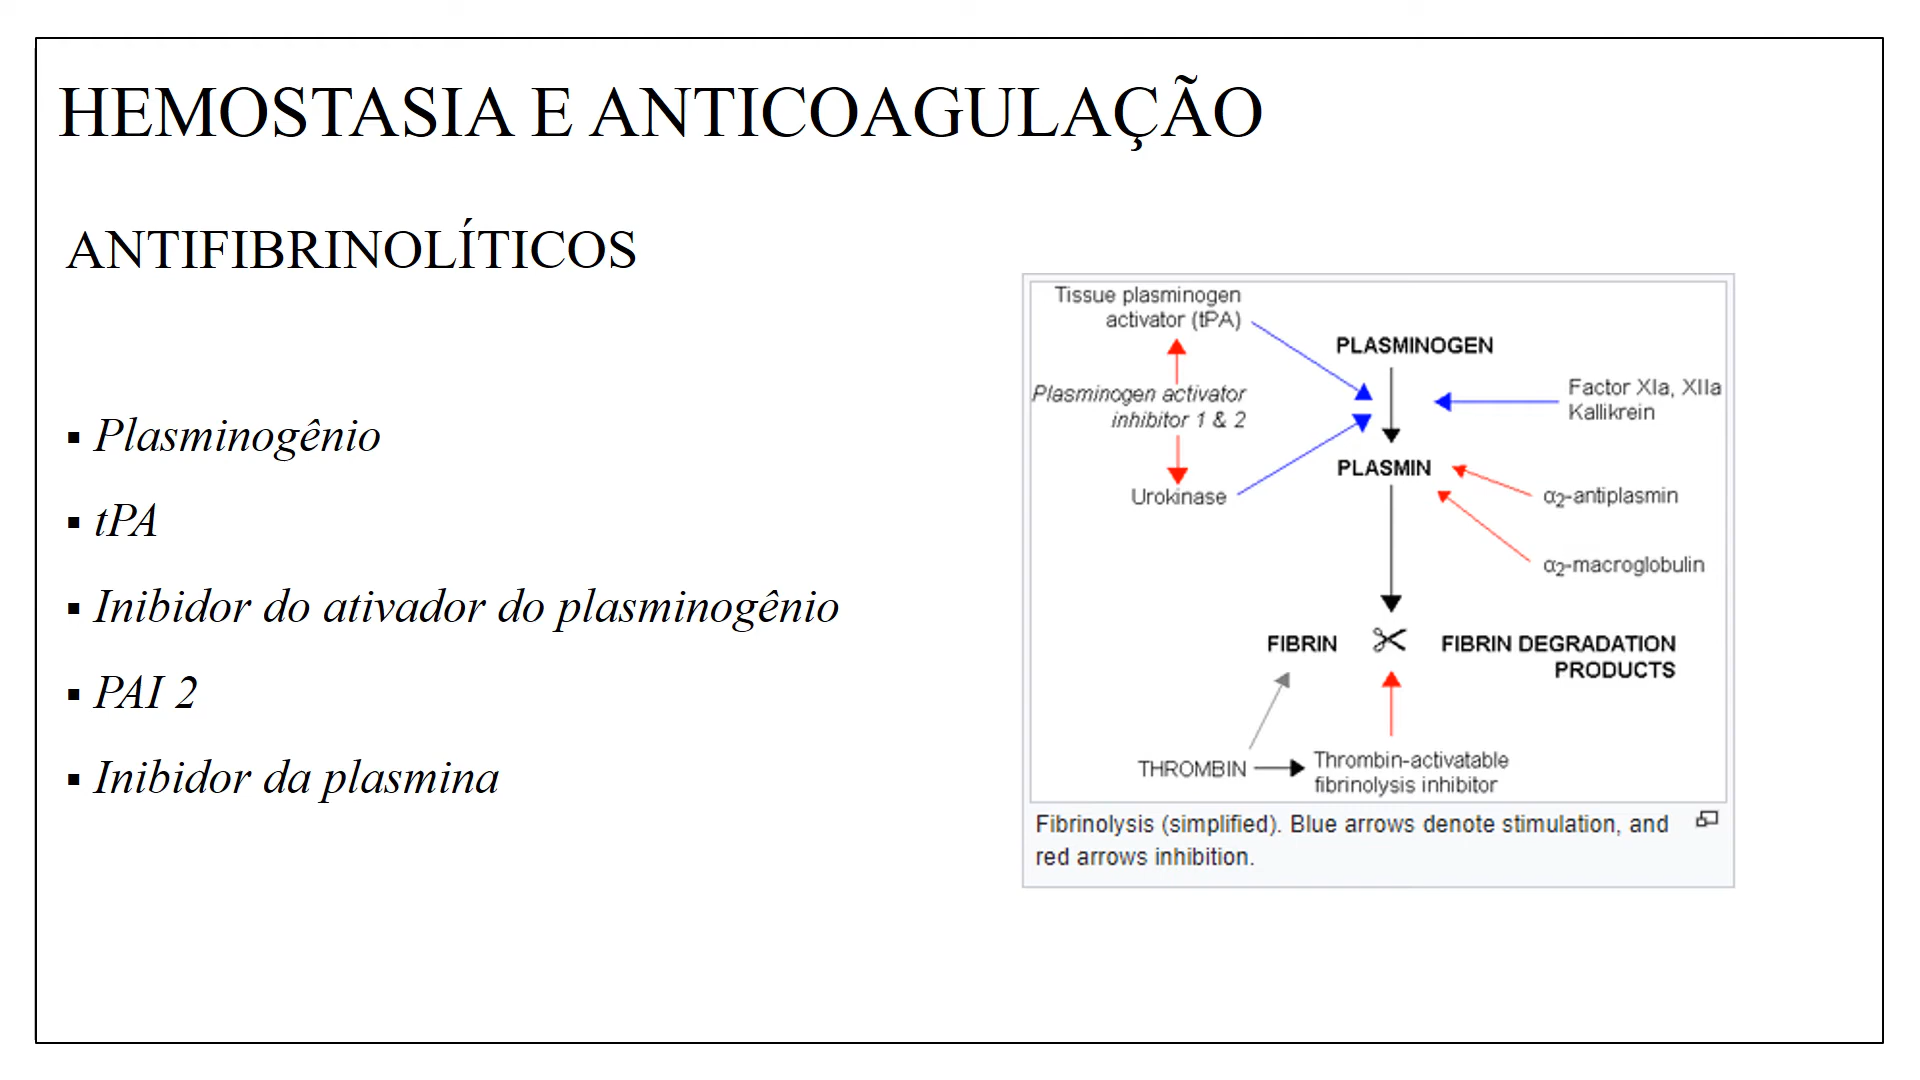 HEMOSTASIA E ANTICOAGULAÇÃO
ANTIFIBRINOLÍTICOS
▪ Plasminogênio
▪ tPA
▪ Inibidor do ativador do plasminogênio
▪ PAI 2
▪ Inibidor da plasmina
Tissue plasminogen
activator (tPA)
PLASMINOGEN
Plasminogen activator
inhibitor 1 & 2
Factor XIa, XIIa
Kallikrein
PLASMIN
Urokinase
α2-antiplasmin
α2-macroglobulin
FIBRIN
FIBRIN DEGRADATION
PRODUCTS
THROMBIN
Thrombin-activatable
fibrinolysis inhibitor
Fibrinolysis (simplified). Blue arrows denote stimulation, and
red arrows inhibition.